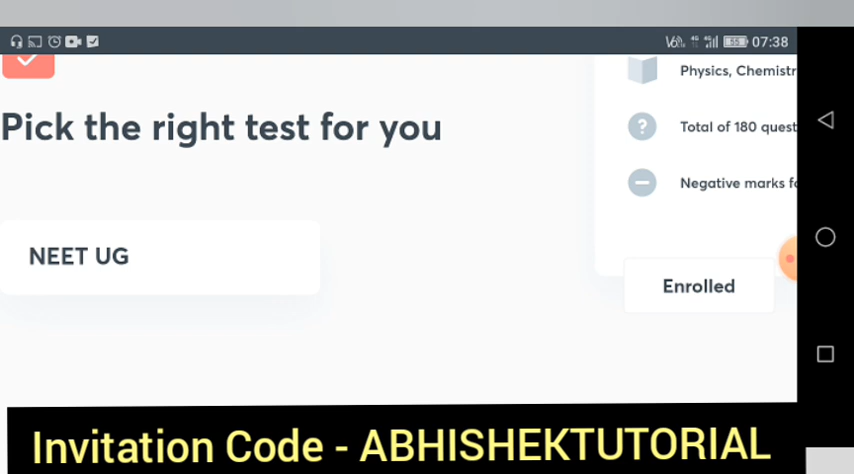 07:38
Pick the right test for you
NEET UG
Physics, Chemistr
Total of 180 quest
Negative marks fo
Enrolled
Invitation Code - ABHISHEKTUTORIAL